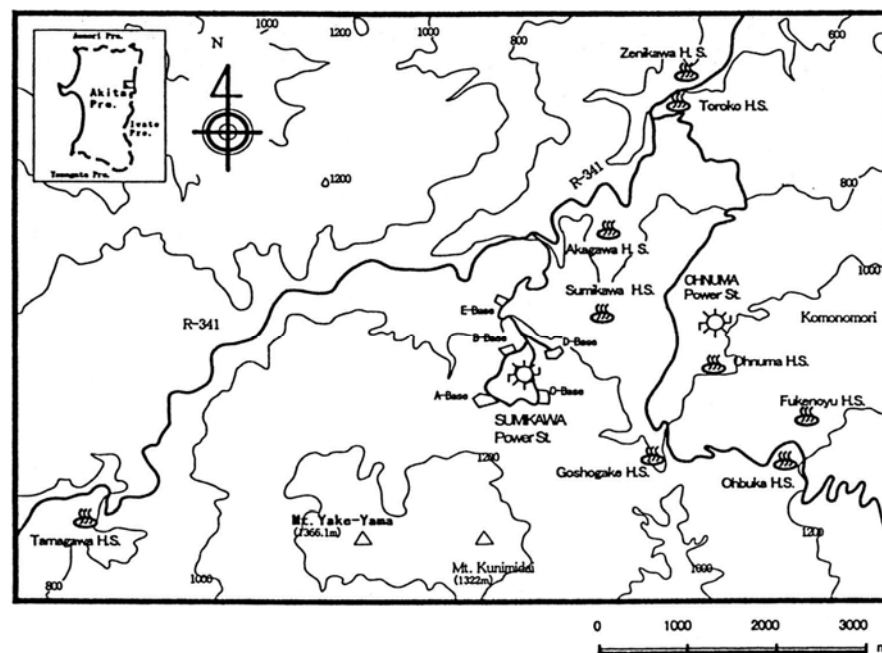 1000
1200
1000
800
600
Aomori Pre.
Akita
Pre.
Iwate
Pre.
Yamagata Pre.
N
Zenikawa H. S.
Toroko H.S.
1200
R-341
800
Akagawa H. S.
Sumikawa H.S.
OHNUMA
Power St.
1000
Komonomori
R-341
E-Base
B-Base
D-Base
Ohnuma H.S.
A-Base
SUMIKAWA
Power St.
Fukenoyu H.S.
1200
Goshogake H.S.
Ohbuka H.S.
Mt. Yake-Yama
(1366.1m)
Tamagawa H.S.
Mt. Kunimidai
(1322m)
800
1000
1000
1200
0 1000 2000 3000